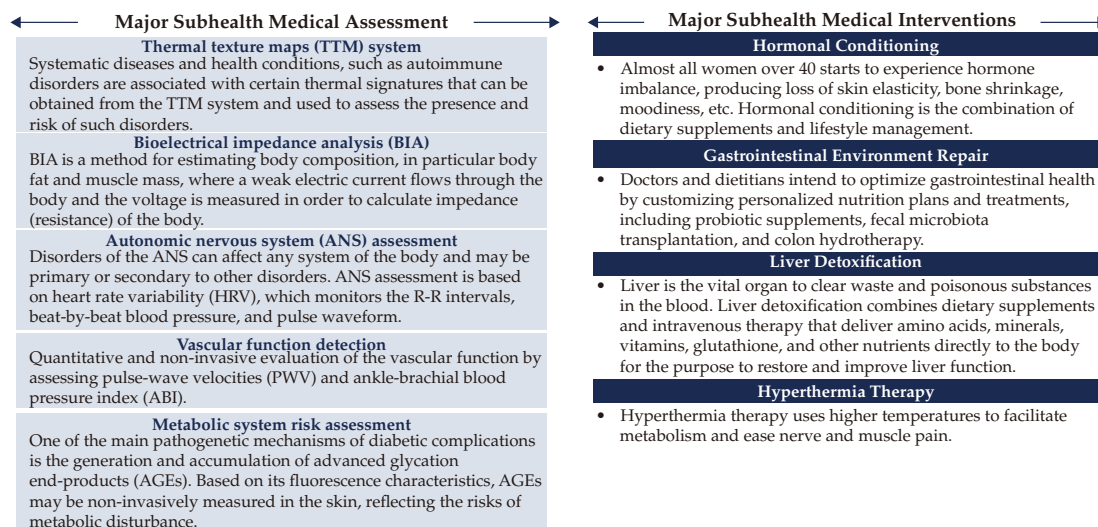 Major Subhealth Medical Assessment
Thermal texture maps (TTM) system
Systematic diseases and health conditions, such as autoimmune
disorders are associated with certain thermal signatures that can be
obtained from the TTM system and used to assess the presence and
risk of such disorders.
Bioelectrical impedance analysis (BIA)
BIA is a method for estimating body composition, in particular body
fat and muscle mass, where a weak electric current flows through the
body and the voltage is measured in order to calculate impedance
(resistance) of the body.
Autonomic nervous system (ANS) assessment
Disorders of the ANS can affect any system of the body and may be
primary or secondary to other disorders. ANS assessment is based
on heart rate variability (HRV), which monitors the R-R intervals,
beat-by-beat blood pressure, and pulse waveform.
Vascular function detection
Quantitative and non-invasive evaluation of the vascular function by
assessing pulse-wave velocities (PWV) and ankle-brachial blood
pressure index (ABI).
Metabolic system risk assessment
One of the main pathogenetic mechanisms of diabetic complications
is the generation and accumulation of advanced glycation
end-products (AGEs). Based on its fluorescence characteristics, AGEs
may be non-invasively measured in the skin, reflecting the risks of
metabolic disturbance.
Major Subhealth Medical Interventions
Hormonal Conditioning
• Almost all women over 40 starts to experience hormone
imbalance, producing loss of skin elasticity, bone shrinkage,
moodiness, etc. Hormonal conditioning is the combination of
dietary supplements and lifestyle management.
Gastrointestinal Environment Repair
• Doctors and dietitians intend to optimize gastrointestinal health
by customizing personalized nutrition plans and treatments,
including probiotic supplements, fecal microbiota
transplantation, and colon hydrotherapy.
Liver Detoxification
• Liver is the vital organ to clear waste and poisonous substances
in the blood. Liver detoxification combines dietary supplements
and intravenous therapy that deliver amino acids, minerals,
vitamins, glutathione, and other nutrients directly to the body
for the purpose to restore and improve liver function.
Hyperthermia Therapy
• Hyperthermia therapy uses higher temperatures to facilitate
metabolism and ease nerve and muscle pain.